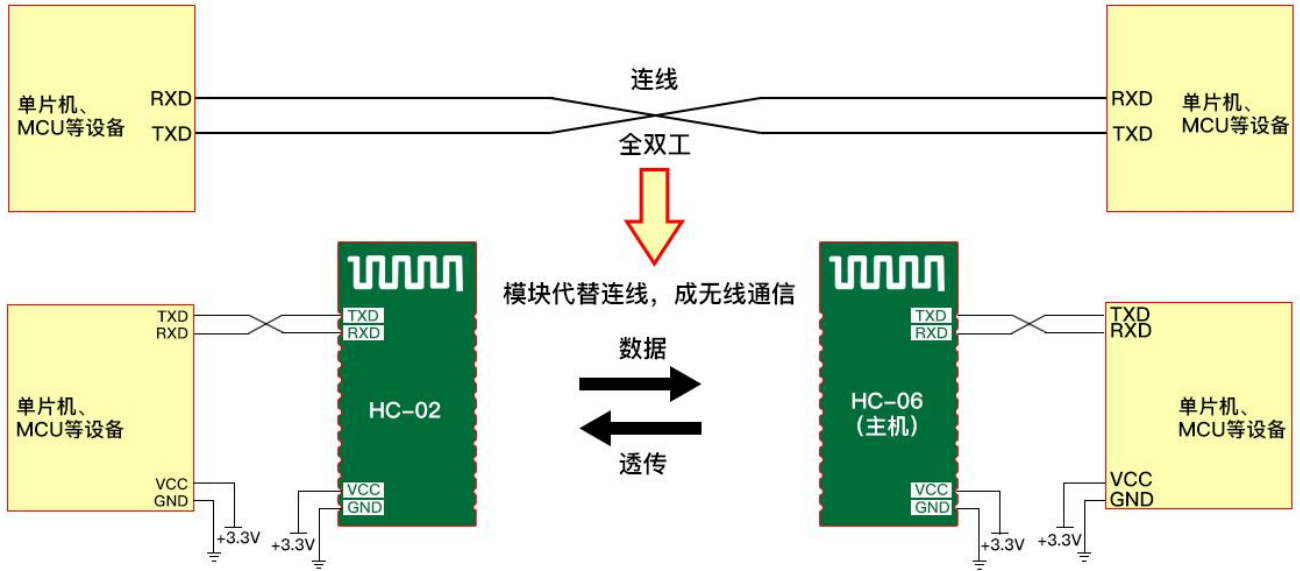 连线
单片机、
MCU等设备
RXD
TXD
RXD
TXD
单片机、
MCU等设备
全双工
模块代替连线，成无线通信
TXD
RXD
单片机、
MCU等设备
VCC
GND
+3.3V
TXD
RXD
HC-02
VCC
GND
+3.3V
数据
透传
TXD
RXD
HC-06
（主机）
VCC
GND
+3.3V
TXD
RXD
单片机、
MCU等设备
VCC
GND
+3.3V